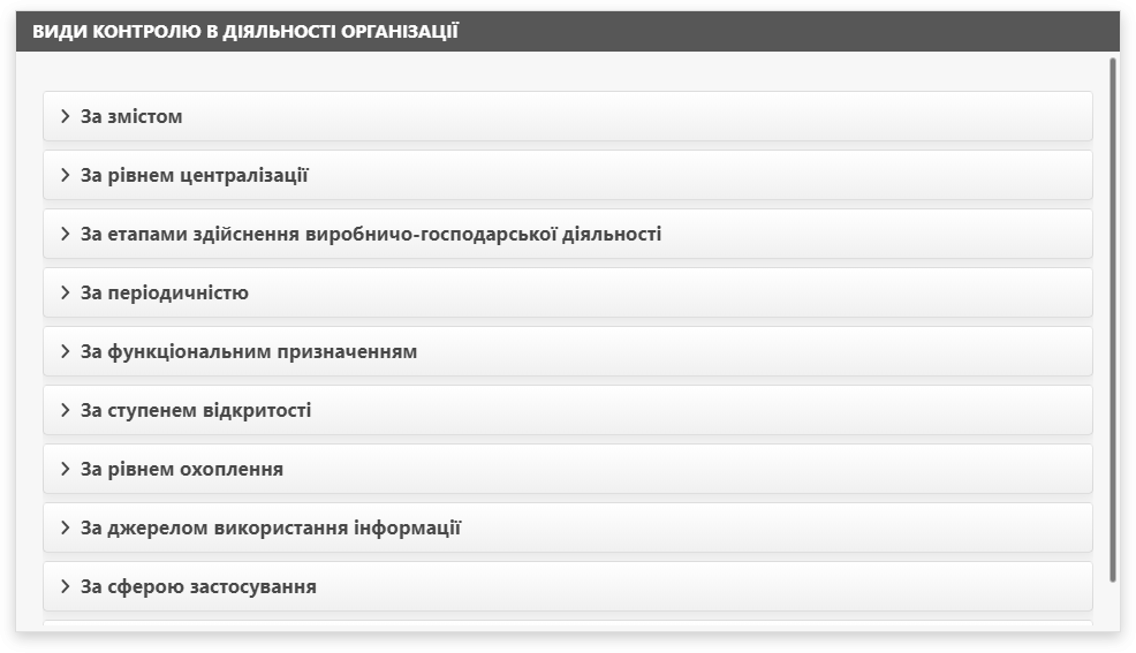 ВИДИ КОНТРОЛЮ В ДІЯЛЬНОСТІ ОРГАНІЗАЦІЇ
За змістом
За рівнем централізації
За етапами здійснення виробничо-господарської діяльності
За періодичністю
За функціональним призначенням
За ступенем відкритості
За рівнем охоплення
За джерелом використання інформації
За сферою застосування